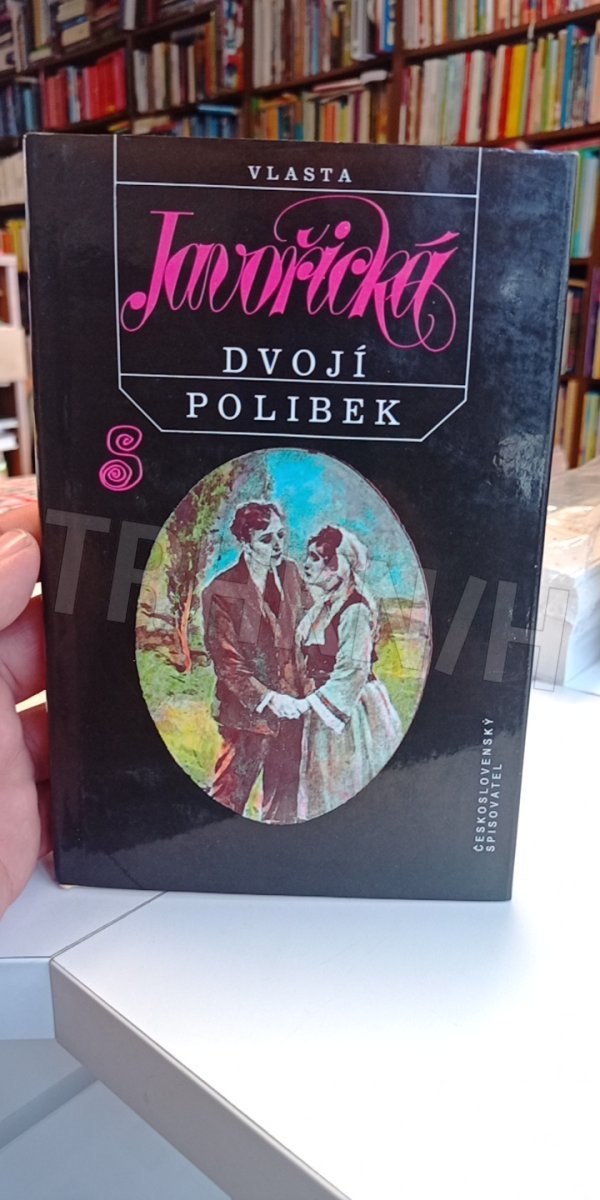 VLASTA
Javořická
DVOJÍ
POLIBEK
S
ČESKOSLOVENSKÝ
SPISOVATEL